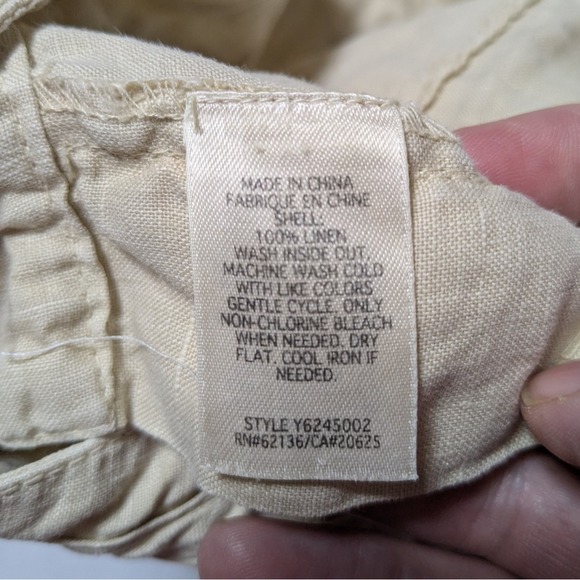 MADE IN CHINA
FABRIQUE EN CHINE
SHELL:
100% LINEN
WASH INSIDE OUT.
MACHINE WASH COLD
WITH LIKE COLORS
GENTLE CYCLE. ONLY
NON-CHLORINE BLEACH
WHEN NEEDED. DRY
FLAT. COOL IRON IF
NEEDED.
STYLE Y6245002
RN#62136/CA#20625